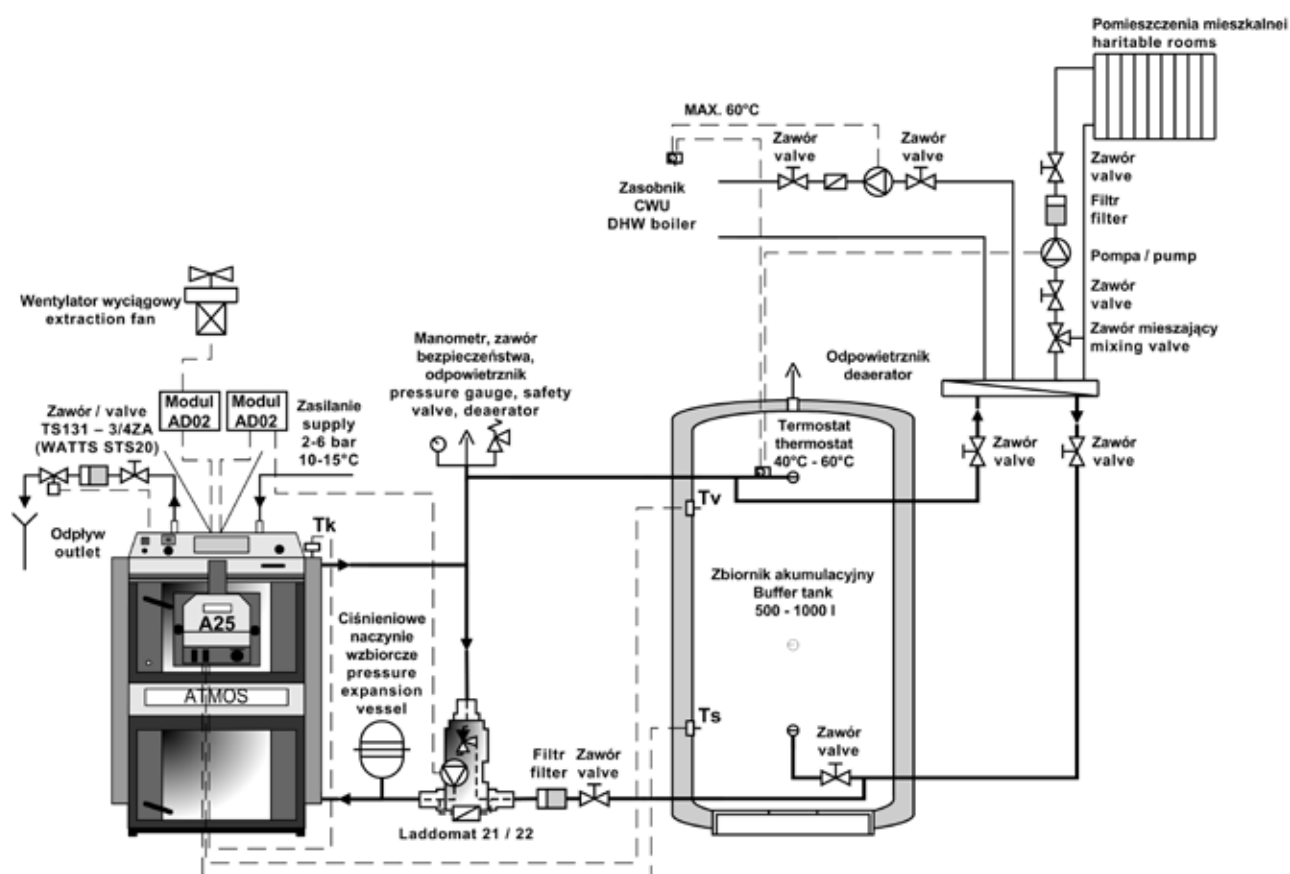 Pomieszczenia mieszkalnei
haritable rooms
MAX. 60°C
Zawór
valve
Zawór
valve
Zawór
valve
Zasobnik
CWU
DHW boiler
Filtr
filter
Pompa / pump
Zawór
valve
Zawór mieszający
mixing valve
Wentylator wyciągowy
extraction fan
Manometr, zawór
bezpieczeństwa,
odpowietrznik
pressure gauge, safety
valve, deaerator
Odpowietrznik
deaerator
Zawór / valve
TS131 – 3/4ZA
(WATTS STS20)
Moduł
AD02
Moduł
AD02
Zasilanie
supply
2-6 bar
10-15°C
Termostat
thermostat
40°C - 60°C
Zawór
valve
Zawór
valve
Odpływ
outlet
Tk
Tv
Zbiornik akumulacyjny
Buffer tank
500 - 1000 l
A25
ATMOS
Ciśnieniowe
naczynie
wzbiorcze
pressure
expansion
vessel
Ts
Filtr
filter
Zawór
valve
Zawór
valve
Laddomat 21 / 22